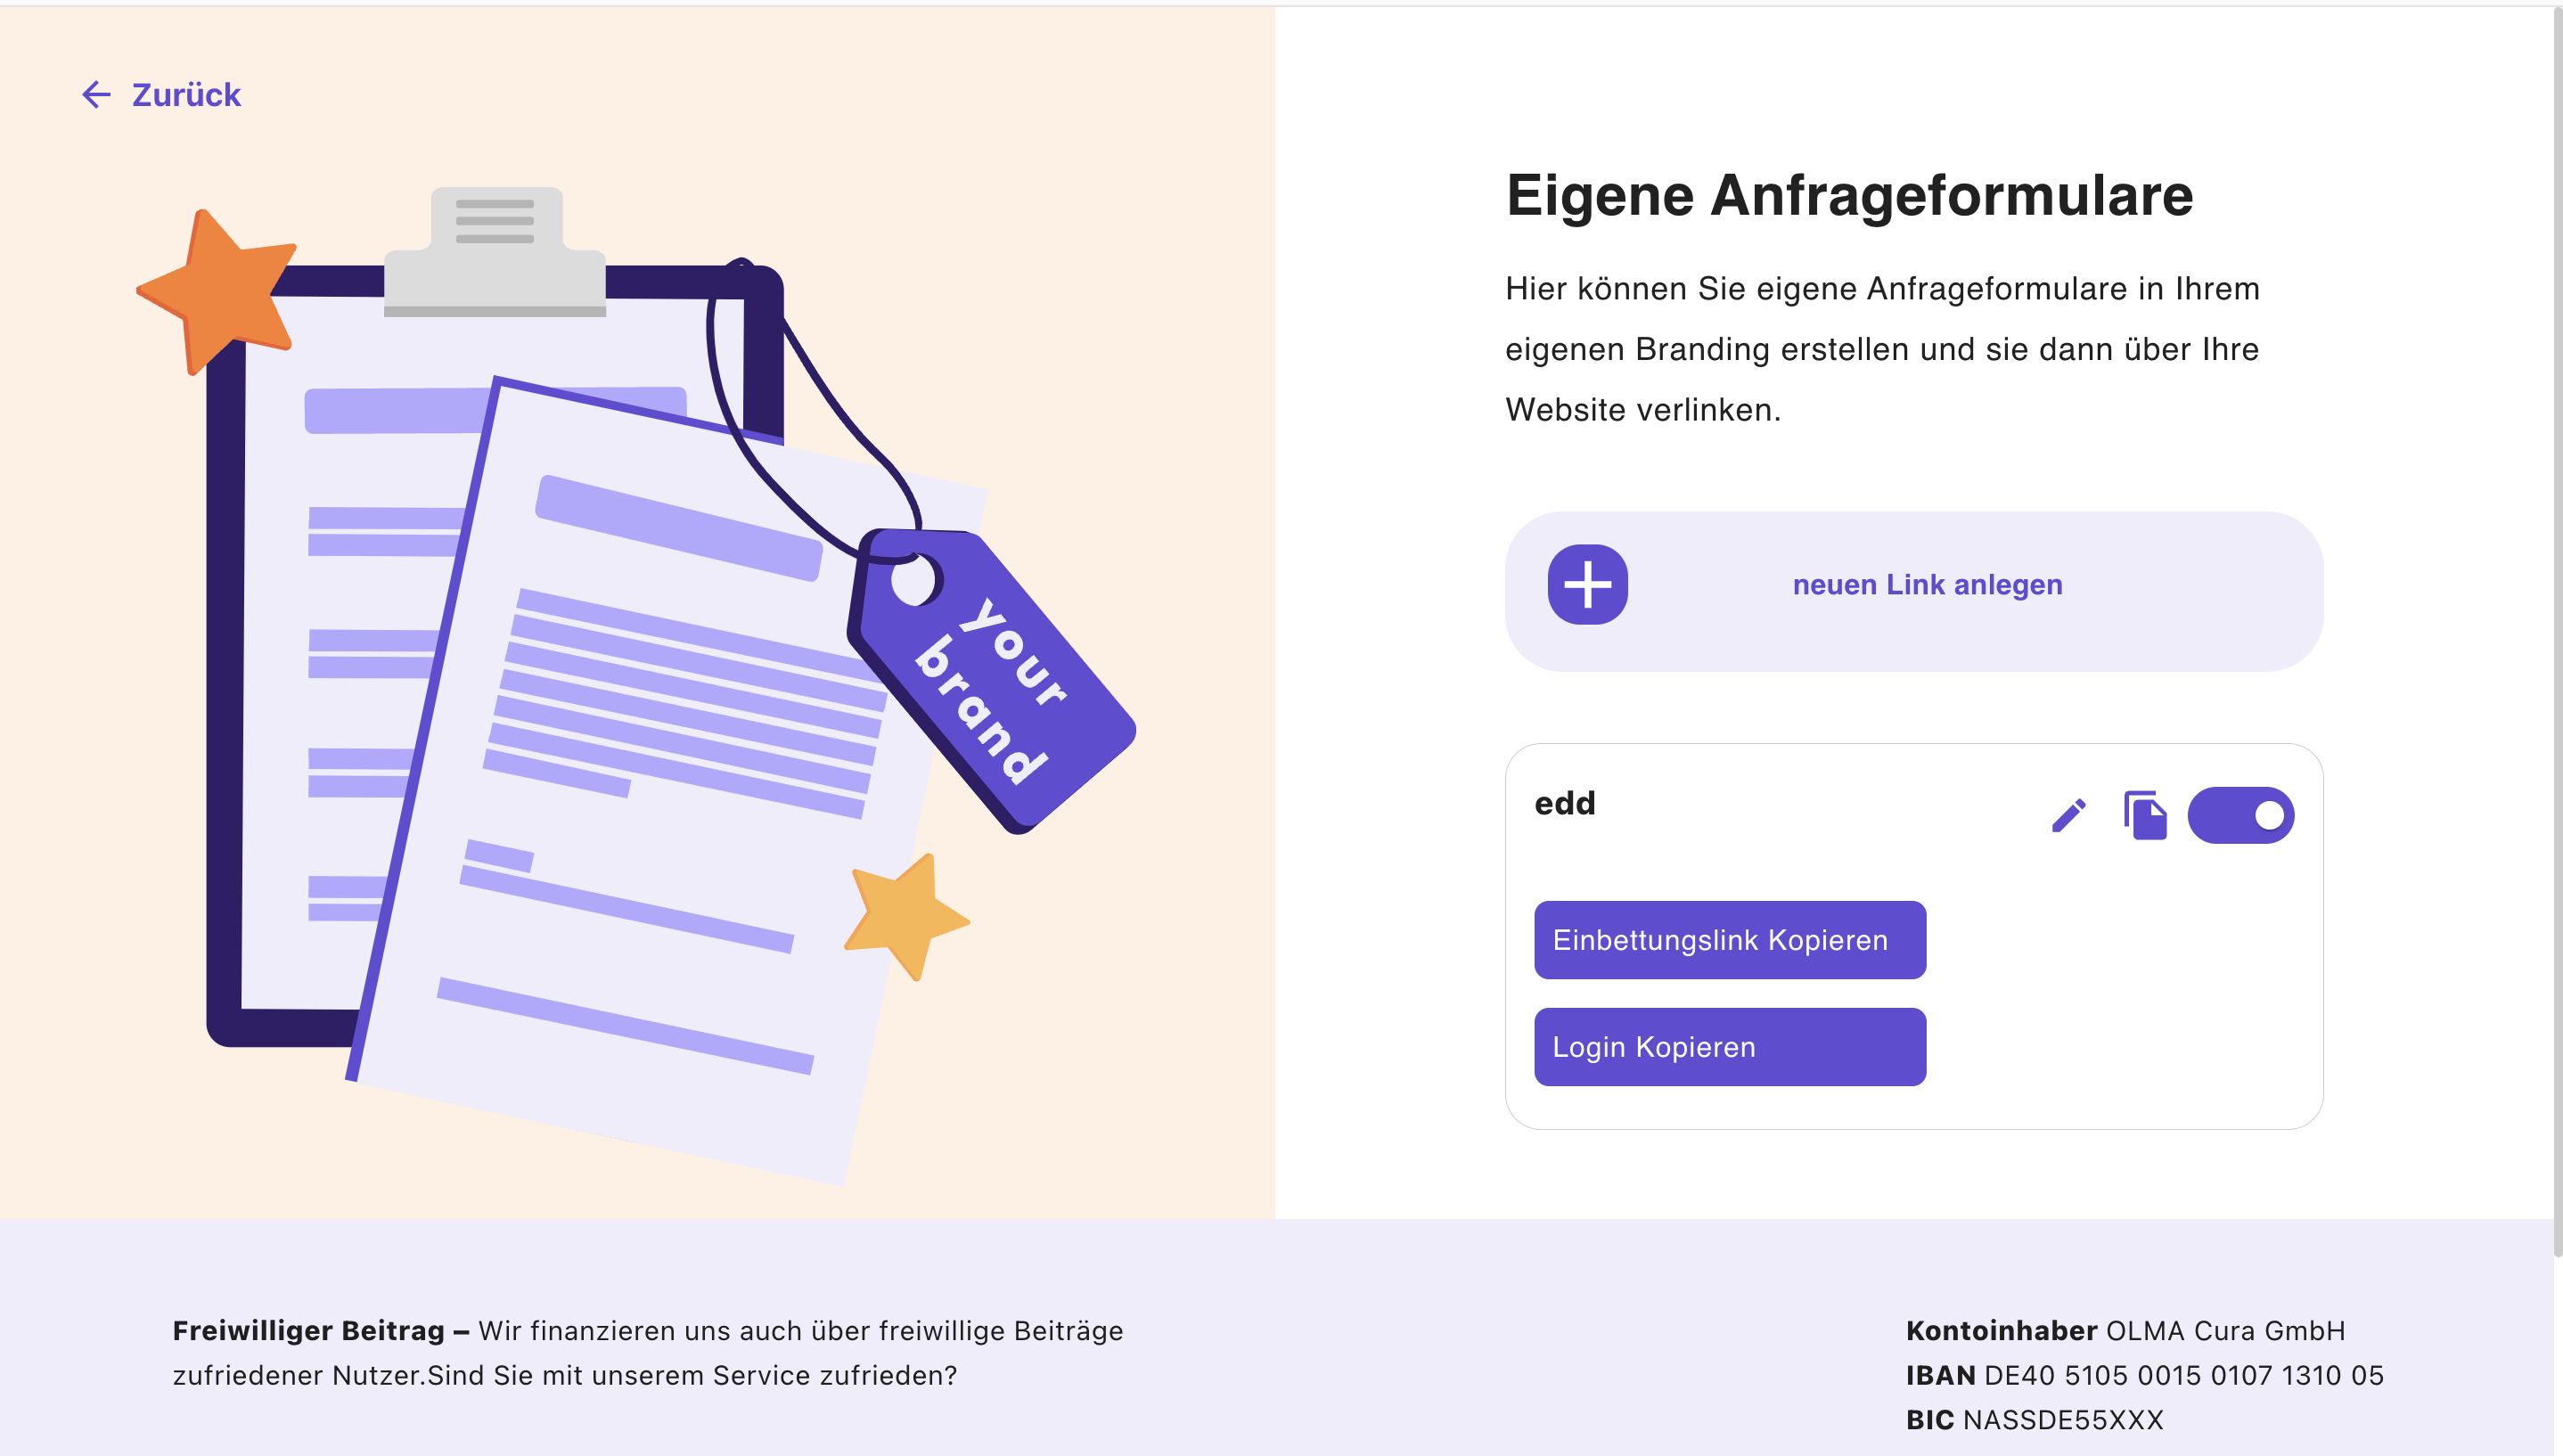 Zurück
your
brand
Eigene Anfrageformulare
Hier können Sie eigene Anfrageformulare in Ihrem
eigenen Branding erstellen und sie dann über Ihre
Website verlinken.
neuen Link anlegen
edd
Einbettungslink Kopieren
Login Kopieren
Freiwilliger Beitrag – Wir finanzieren uns auch über freiwillige Beiträge
zufriedener Nutzer.Sind Sie mit unserem Service zufrieden?
Kontoinhaber OLMA Cura GmbH
IBAN DE40 5105 0015 0107 1310 05
BIC NASSDE55XXX